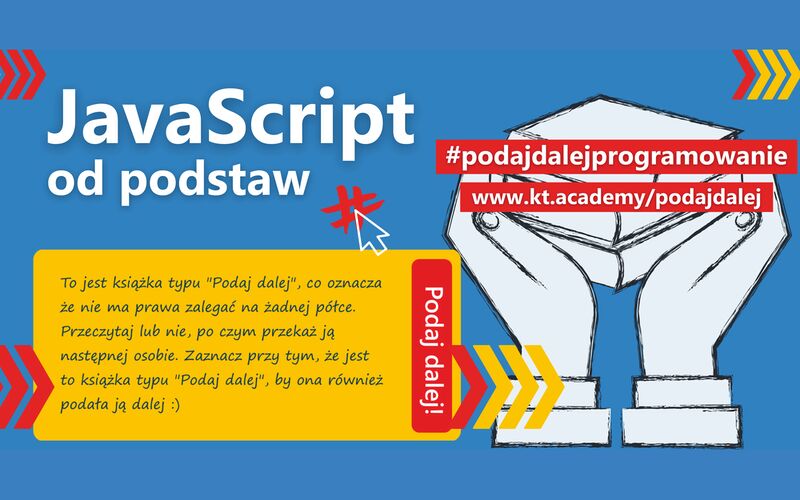 JavaScript
od podstaw
#
#podajdalejprogramowanie
www.kt.academy/podajdalej
To jest książka typu "Podaj dalej", co oznacza
że nie ma prawa zalegać na żadnej półce.
Przeczytaj lub nie, po czym przekaż ją
następnej osobie. Zaznacz przy tym, że jest
to książka typu "Podaj dalej", by ona również
podała ją dalej :)
Podaj dalej!